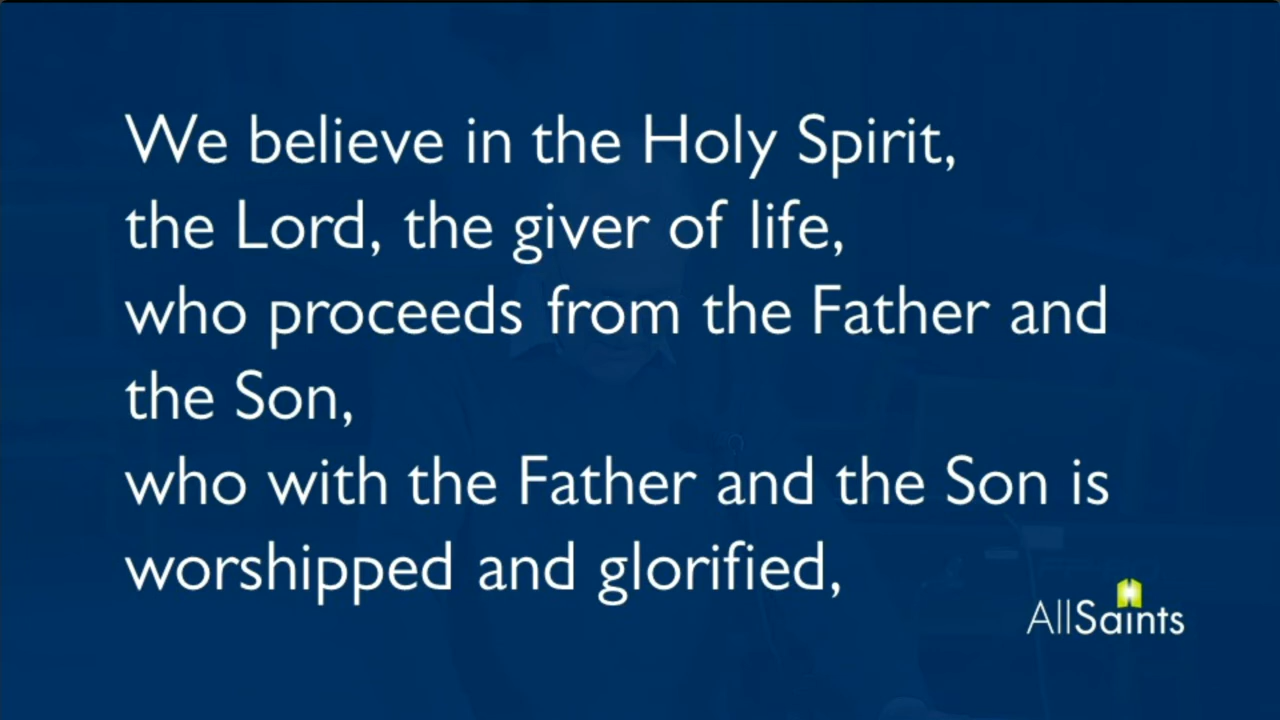 We believe in the Holy Spirit,
the Lord, the giver of life,
who proceeds from the Father and
the Son,
who with the Father and the Son is
worshipped and glorified,
AllSaints